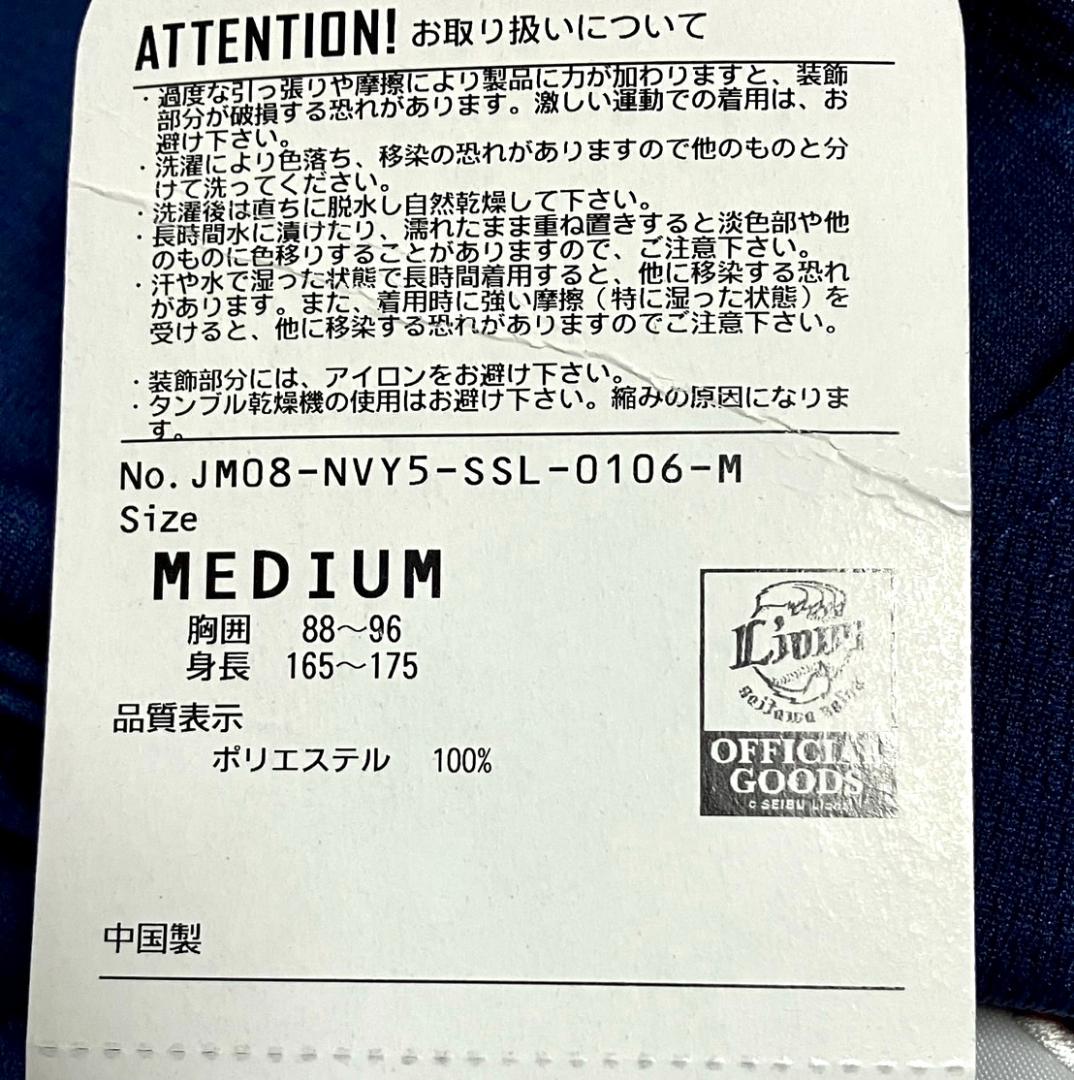 ATTENTION! お取り扱いについて
・過度な引っ張りや摩擦により製品に力が加わりますと、装飾
部分が破損する恐れがあります。激しい運動での着用は、お
避け下さい。
・洗濯により色落ち、移染の恐れがありますので他のものと分
けて洗ってください。
・洗濯後は直ちに脱水し自然乾燥して下さい。
・長時間水に漬けたり、濡れたまま重ね置きすると淡色部や他
のものに色移りすることがありますので、ご注意下さい。
・汗や水で湿った状態で長時間着用すると、他に移染する恐れ
があります。また、着用時に強い摩擦（特に湿った状態）を
受けると、他に移染する恐れがありますのでご注意下さい。
・装飾部分には、アイロンをお避け下さい。
・タンブル乾燥機の使用はお避け下さい。縮みの原因になりま
す。
No. JM08-NVY5-SSL-0106-M
Size
MEDIUM
胸囲 88～96
身長 165～175
品質表示
ポリエステル 100%
Lions
OFFICIAL
GOODS
© SEIBU Lions
中国製